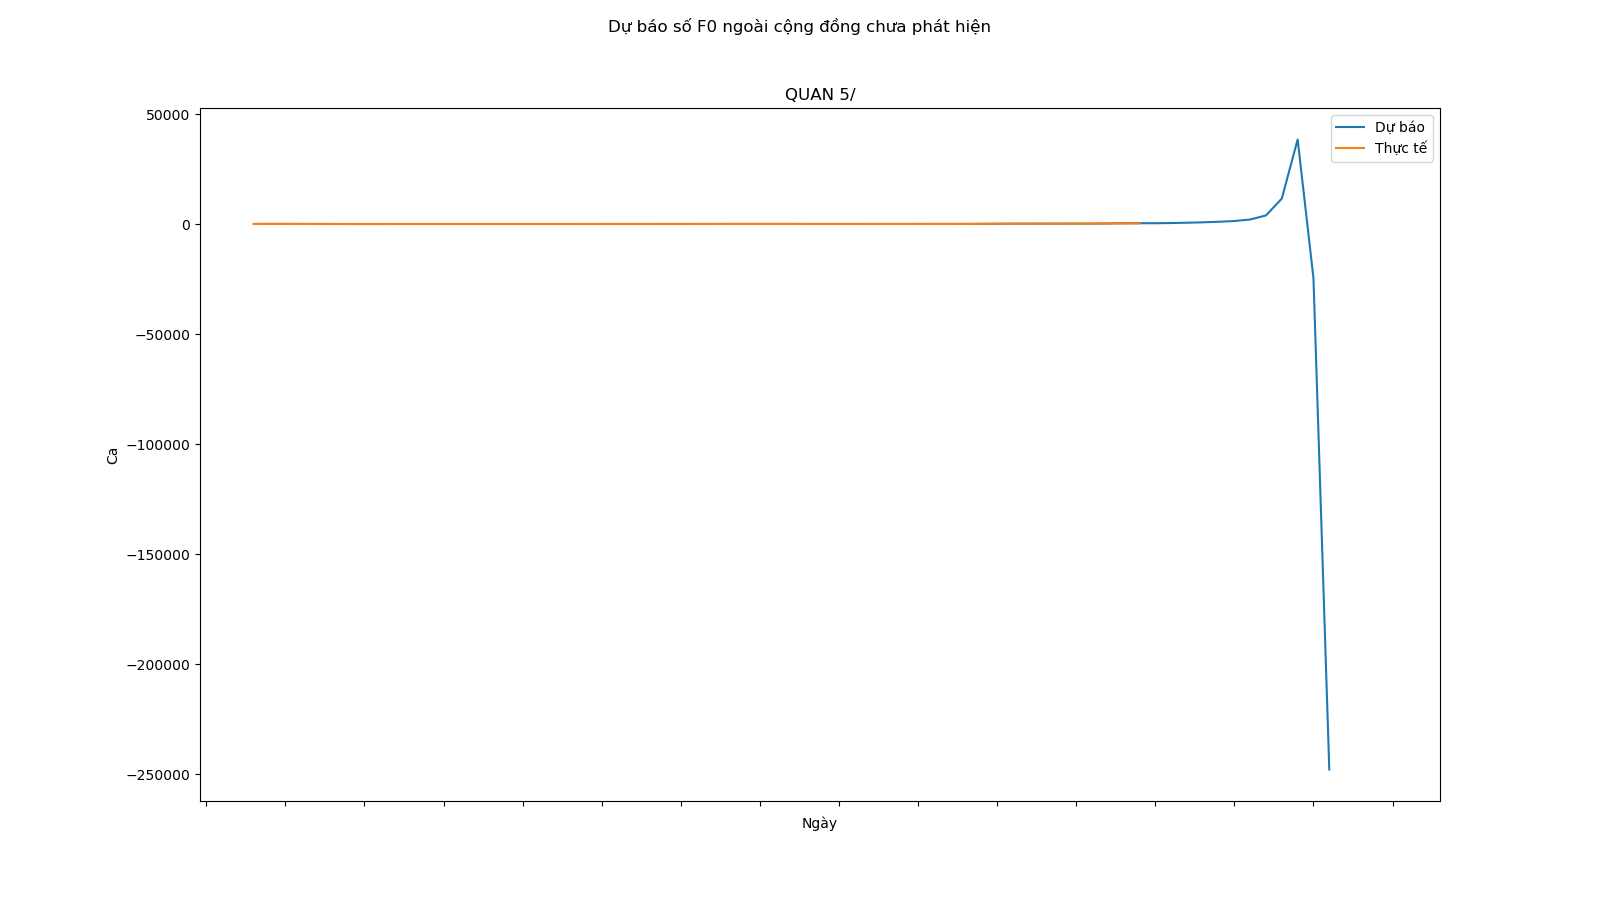 Dự báo số F0 ngoài cộng đồng chưa phát hiện
QUAN 5/
50000
0
−50000
−100000
−150000
−200000
−250000
Ca
Dự báo
Thực tế
Ngày